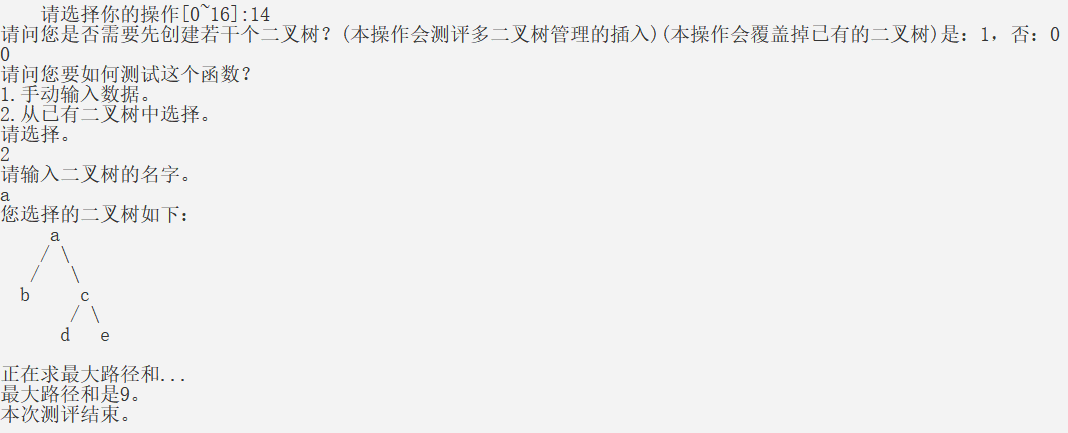 请选择你的操作[0~16]:14
请问您是否需要先创建若干个二叉树？(本操作会测评多二叉树管理的插入)(本操作会覆盖掉已有的二叉树)是：1，否：0
0
请问您要如何测试这个函数？
1.手动输入数据。
2.从已有二叉树中选择。
请选择。
2
请输入二叉树的名字。
a
您选择的二叉树如下：
     a
    / \
   /   \
  b     c
       / \
      d   e
正在求最大路径和...
最大路径和是9。
本次测评结束。